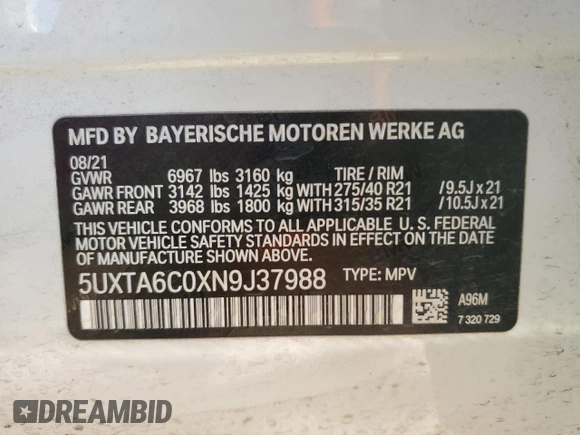 MFD BY BAYERISCHE MOTOREN WERKE AG
08/21
GVWR 6967 lbs 3160 kg TIRE / RIM
GAWR FRONT 3142 lbs 1425 kg WITH 275/40 R21 / 9.5J x 21
GAWR REAR 3968 lbs 1800 kg WITH 315/35 R21 / 10.5J x 21
THIS VEHICLE CONFORMS TO ALL APPLICABLE U.S. FEDERAL
MOTOR VEHICLE SAFETY STANDARDS
IN EFFECT ON THE DATE OF MANUFACTURE SHOWN ABOVE.
5UXTA6C0XN9J37988 TYPE: MPV
A96M
7 320 729
DREAMBID